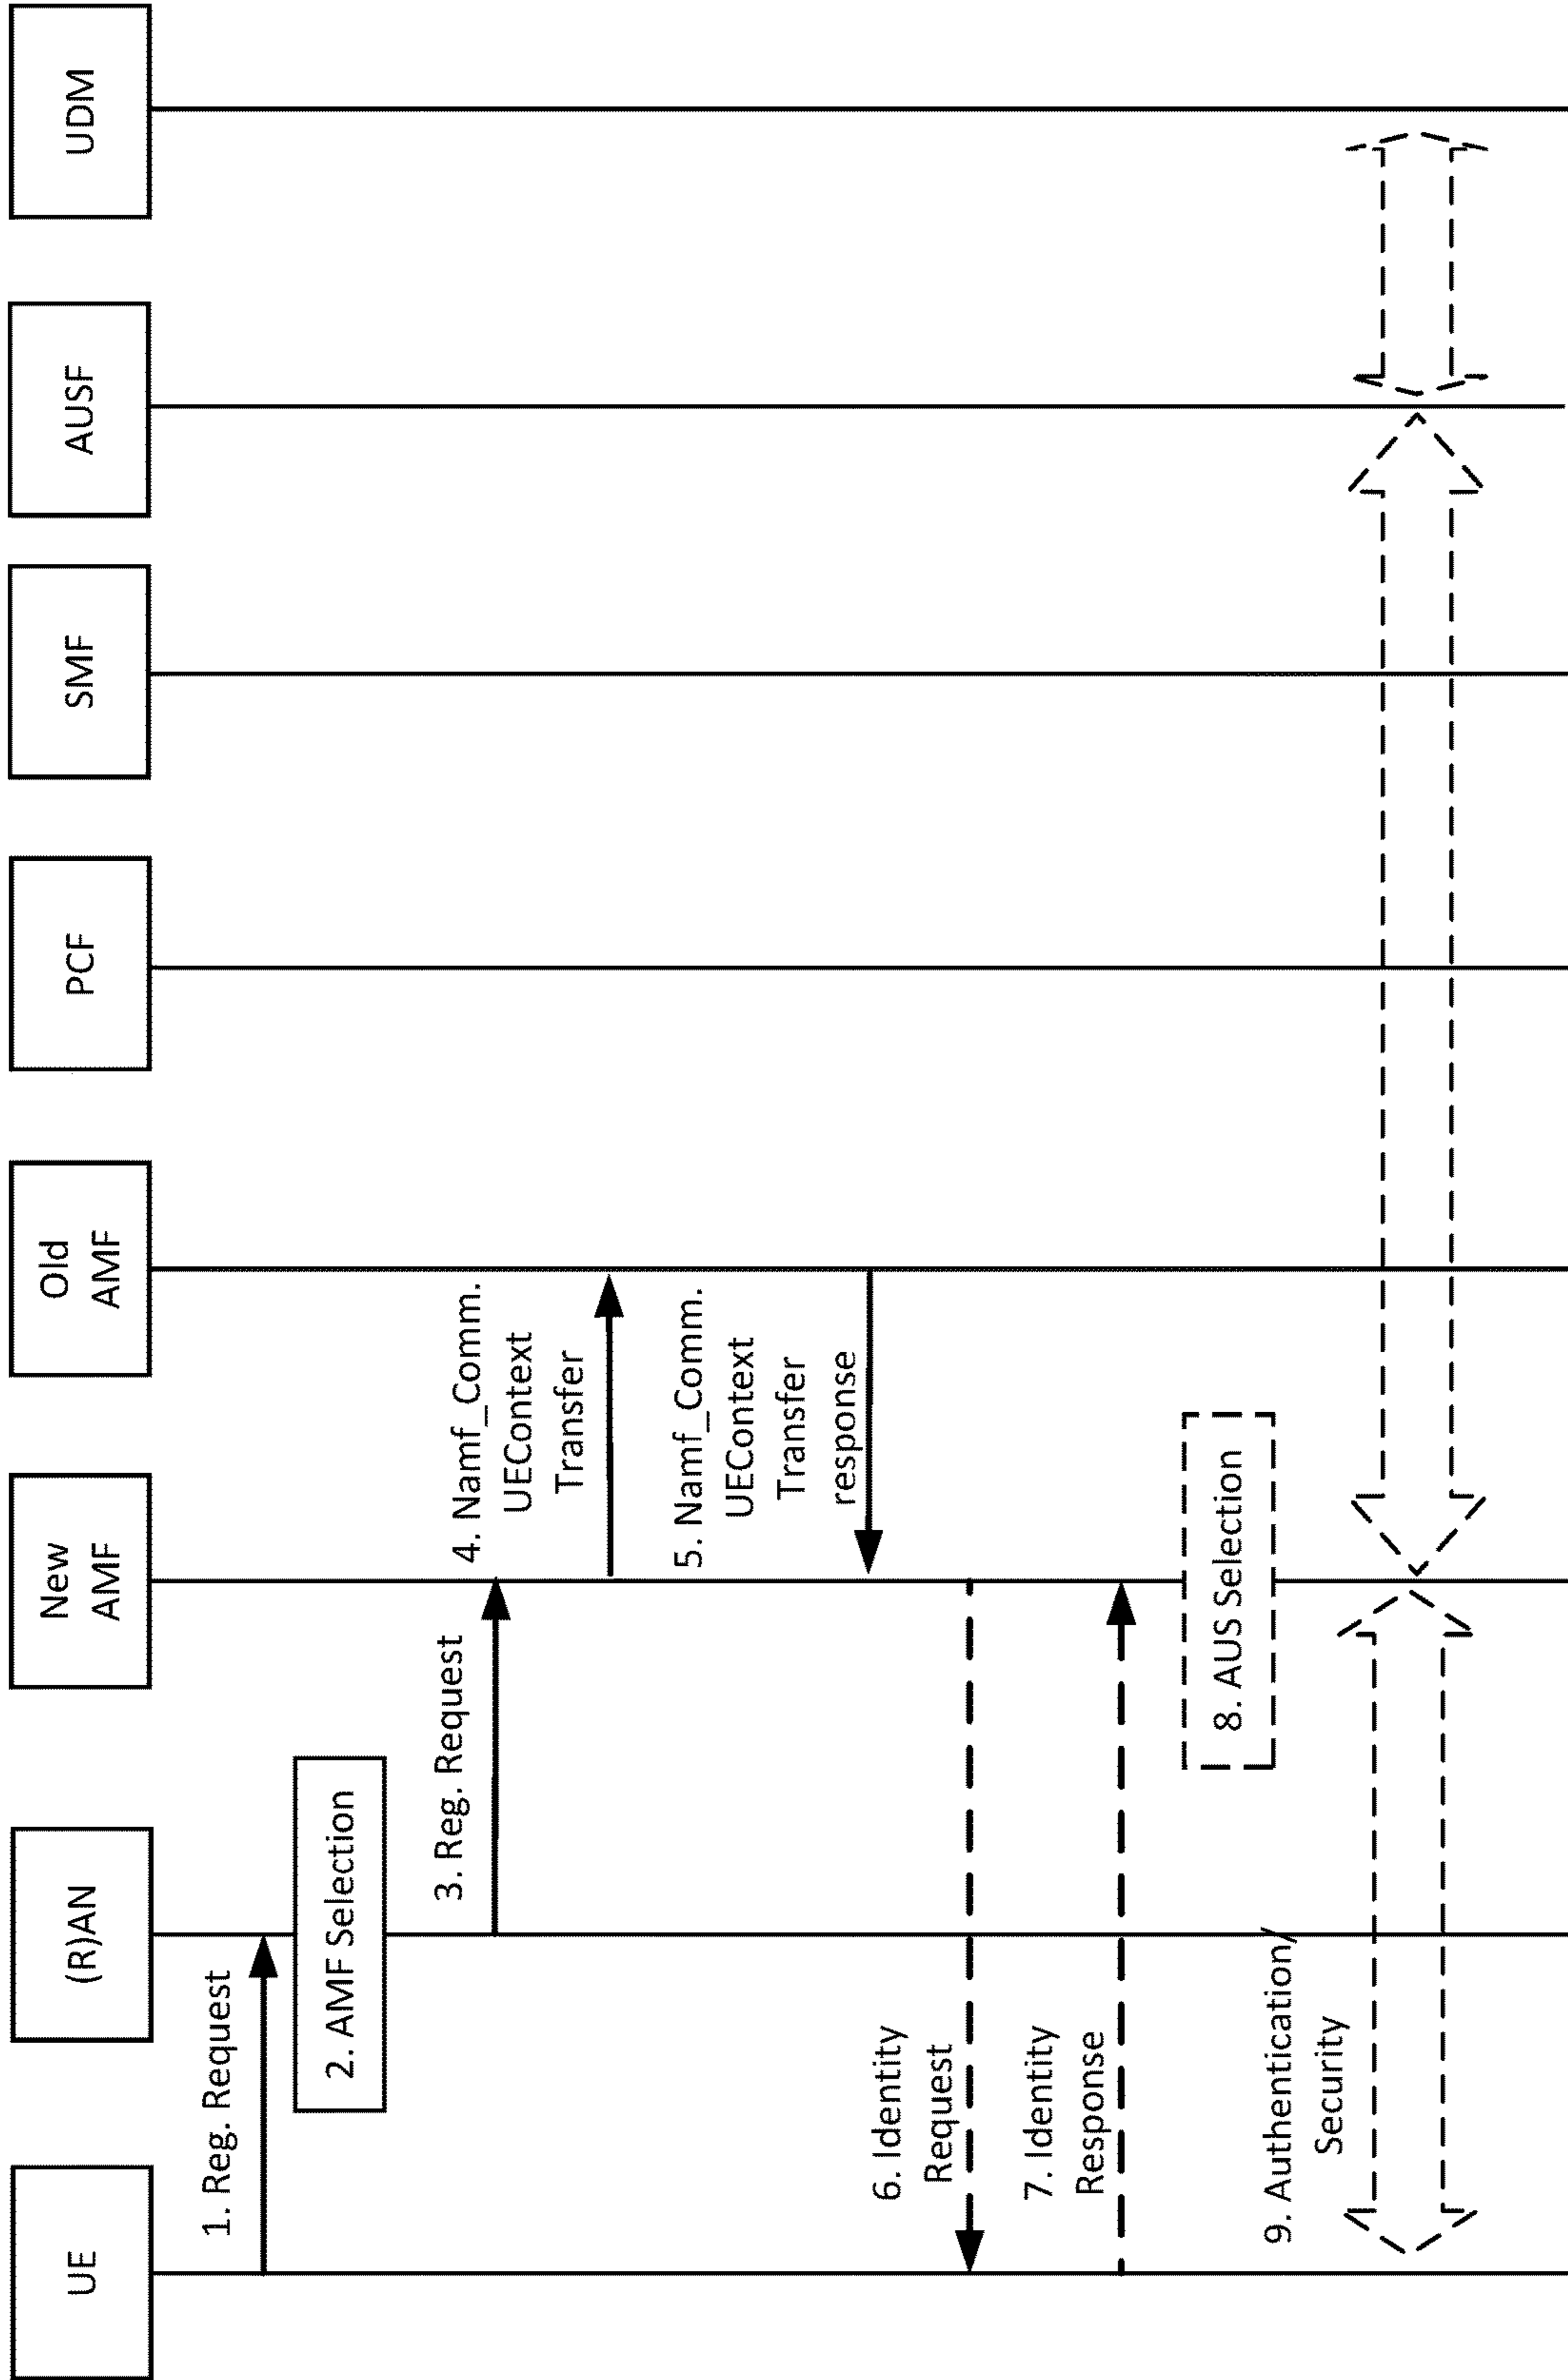 UE
(R)AN
New
AMF
Old
AMF
PCF
SMF
AUSF
UDM
1. Reg. Request
2. AMF Selection
3. Reg. Request
4. Namf_Comm.
UEContext
Transfer
5. Namf_Comm.
UEContext
Transfer
response
6. Identity
Request
7. Identity
Response
8. AUS Selection
9. Authentication/
Security